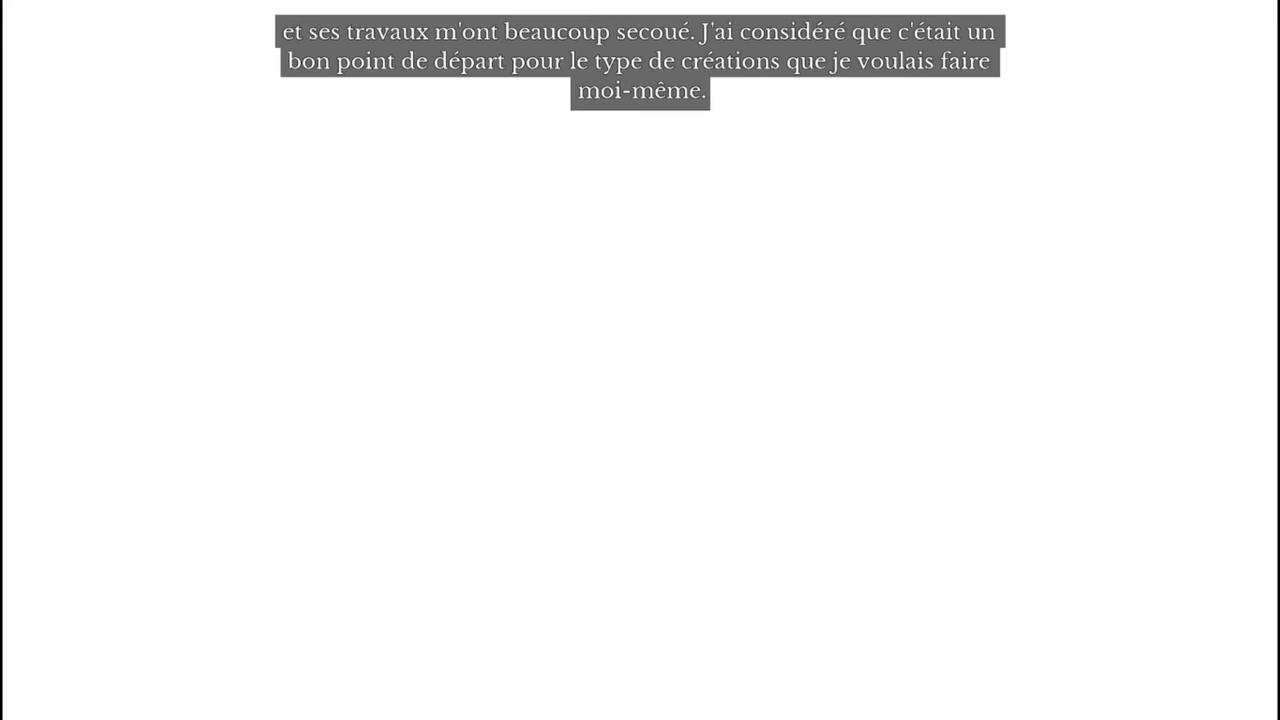 et ses travaux m'ont beaucoup secoué. J'ai considéré que c'était un
bon point de départ pour le type de créations que je voulais faire
moi-même.